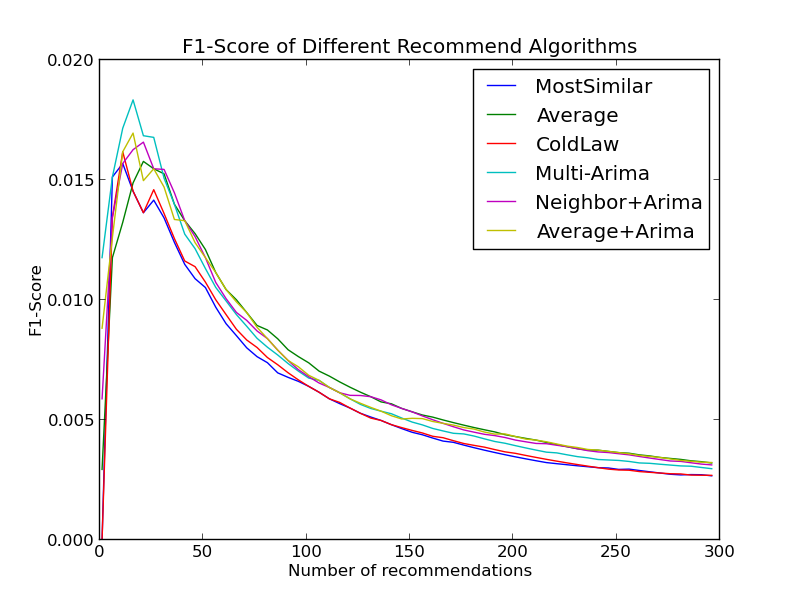 F1-Score of Different Recommend Algorithms
0.020
0.015
0.010
0.005
0.000
F1-Score
MostSimilar
Average
ColdLaw
Multi-Arima
Neighbor+Arima
Average+Arima
0 50 100 150 200 250 300
Number of recommendations